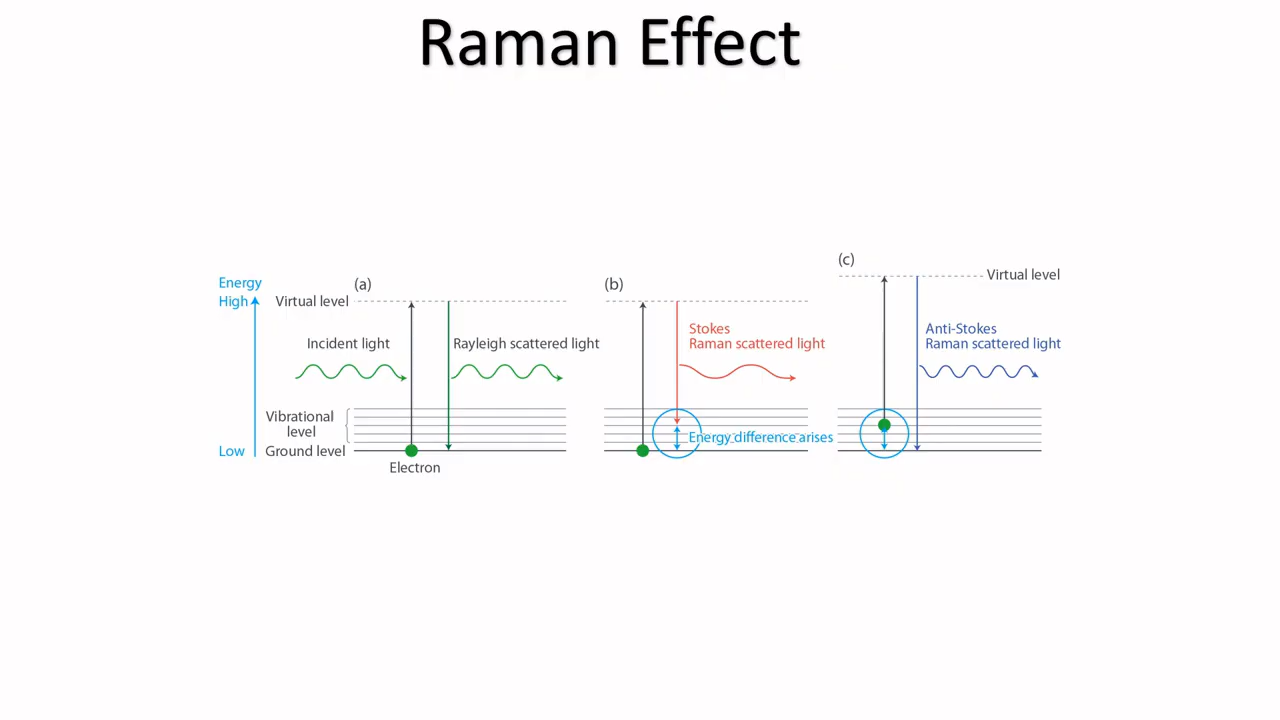 Raman Effect
Energy
High
Low
(a)
Virtual level
Incident light
Rayleigh scattered light
Vibrational
level
Ground level
Electron
(b)
Stokes
Raman scattered light
Energy difference arises
(c)
Virtual level
Anti-Stokes
Raman scattered light